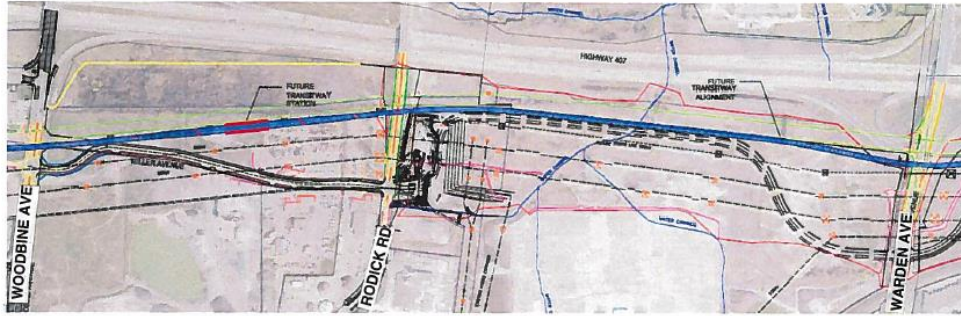 HIGHWAY 407
FUTURE
TRANSITWAY
STATION
FUTURE
TRANSITWAY
ALIGNMENT
WOODBINE AVE
RODICK RD
WARDEN AVE